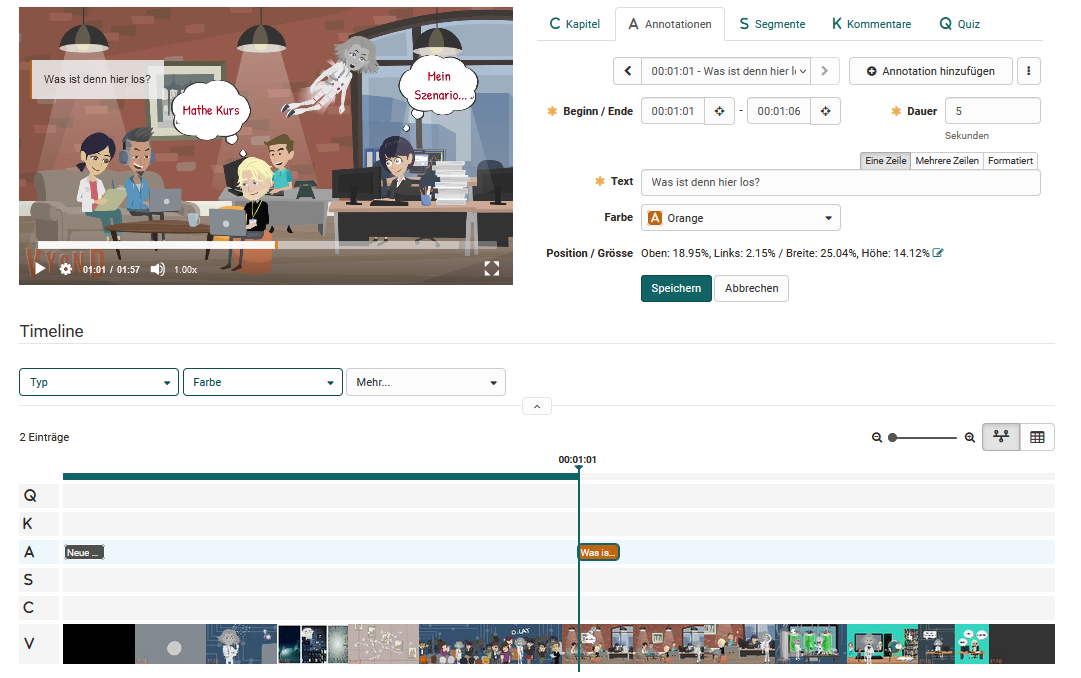 C Kapitel
A Annotationen
S Segmente
K Kommentare
Q Quiz
Was ist denn hier los?
Mathe Kurs
Mein
Szenario...
VYOND
01:01 / 01:57
1.00x
00:01:01 - Was ist denn hier l
Annotation hinzufügen
Beginn / Ende
00:01:01
-
00:01:06
Dauer
5
Sekunden
Eine Zeile
Mehrere Zeilen
Formatiert
Text
Was ist denn hier los?
Farbe
A Orange
Position / Grösse
Oben: 18.95%, Links: 2.15% / Breite: 25.04%, Höhe: 14.12%
Speichern
Abbrechen
Timeline
Typ
Farbe
Mehr...
2 Einträge
00:01:01
Q
K
A
Neue ...
Was is...
S
C
V
OLAT